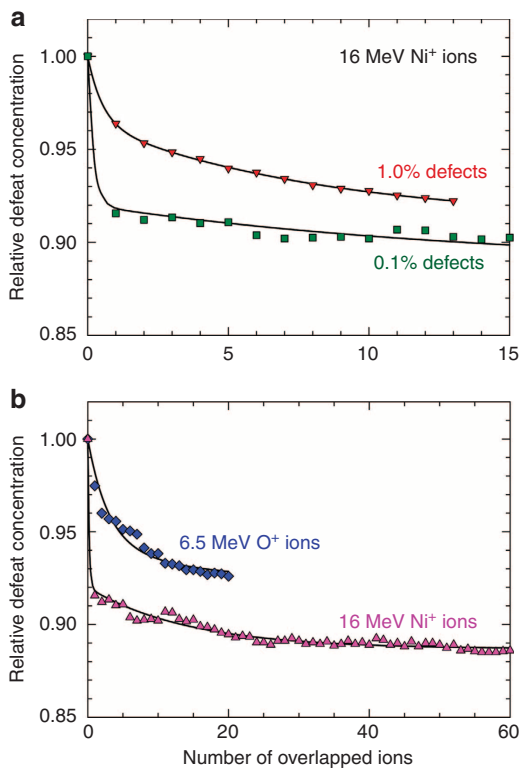 a
1.00
0.95
0.90
0.85
Relative defeat concentration
16 MeV Ni⁺ ions
1.0% defects
0.1% defects
0
5
10
15
b
1.00
0.95
0.90
0.85
Relative defeat concentration
6.5 MeV O⁺ ions
16 MeV Ni⁺ ions
0
20
40
60
Number of overlapped ions